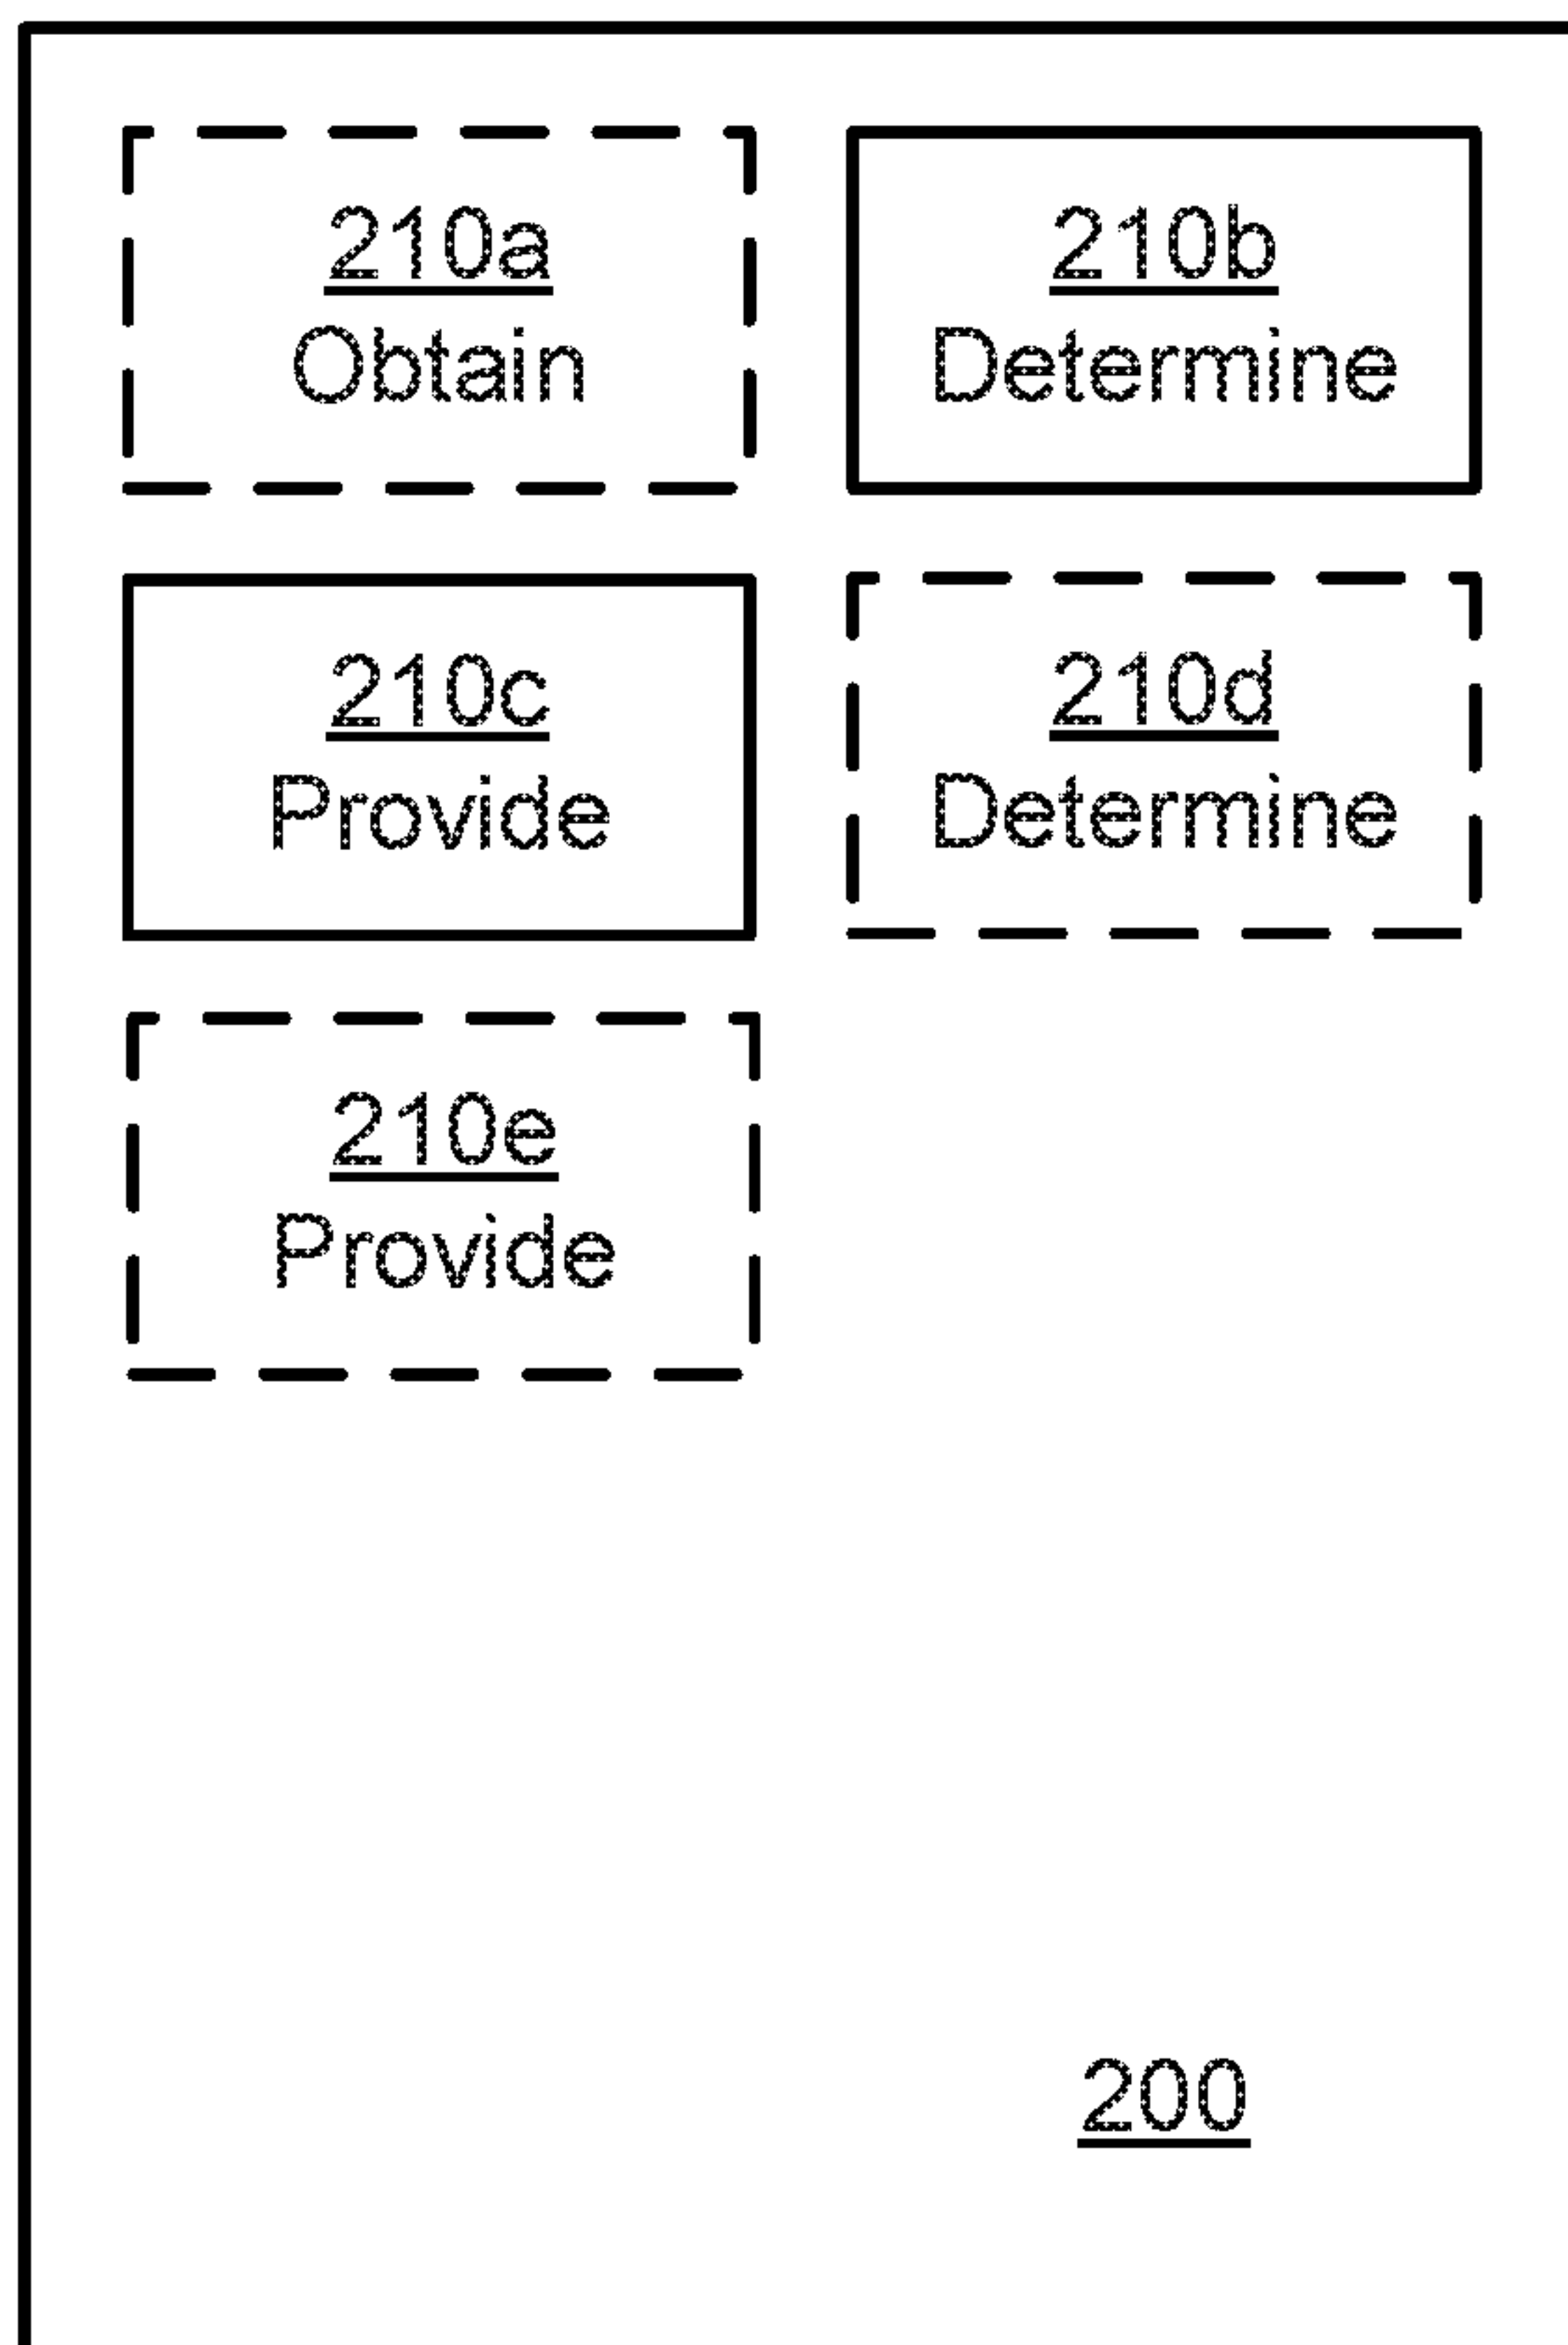 210a
Obtain
210b
Determine
210c
Provide
210d
Determine
210e
Provide
200